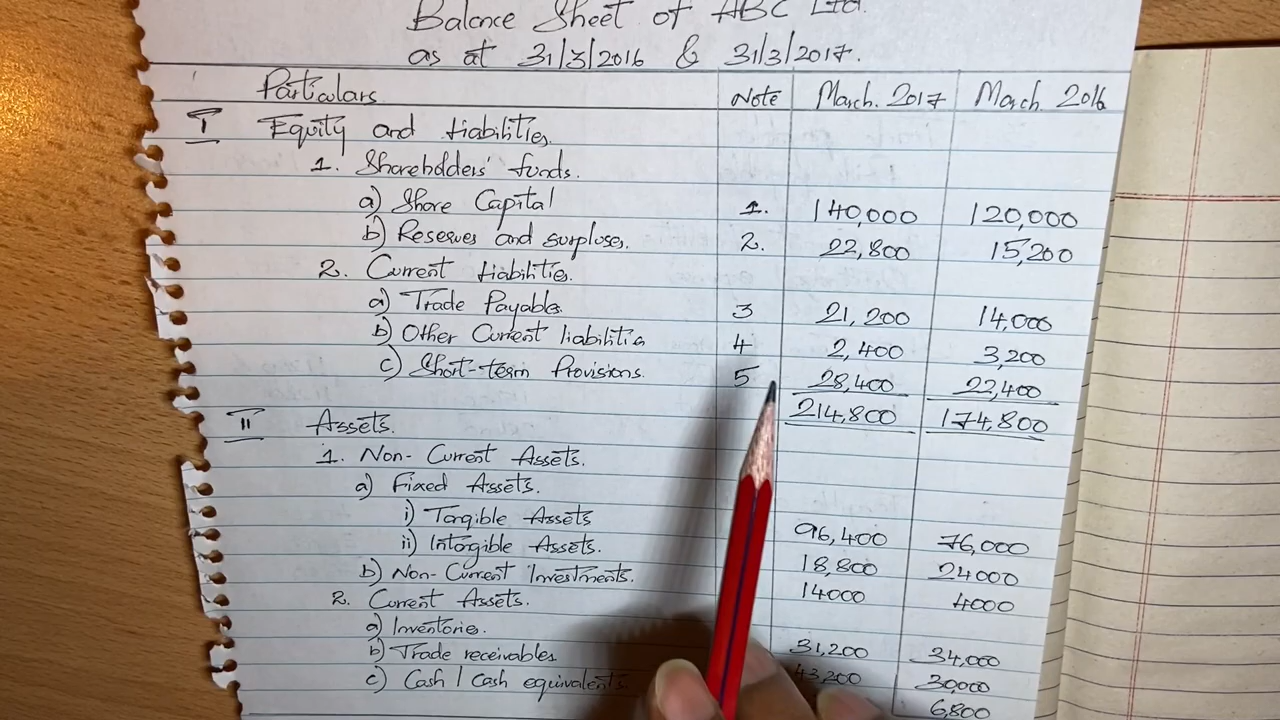 Balance Sheet of ABC Ltd.
as at 31/3/2016 & 31/3/2017.
Particulars Note March. 2017 March. 2016
I Equity and Liabilities.
1. Shareholders' funds.
a) Share Capital 1. 140,000 120,000
b) Reserves and surpluses. 2. 22,800 15,200
2. Current Liabilities.
a) Trade Payables 3 21,200 14,000
b) Other Current liabilities 4 2,400 3,200
c) Short-term Provisions. 5 28,400 22,400
214,800 174,800
II Assets.
1. Non-Current Assets.
a) Fixed Assets.
i) Tangible Assets 96,400 76,000
ii) Intangible Assets. 18,800 24000
b) Non-Current Investments. 14000 4000
2. Current Assets.
a) Inventories. 31,200 34,000
b) Trade receivables 43,200 30000
c) Cash / Cash equivalents. 6,800